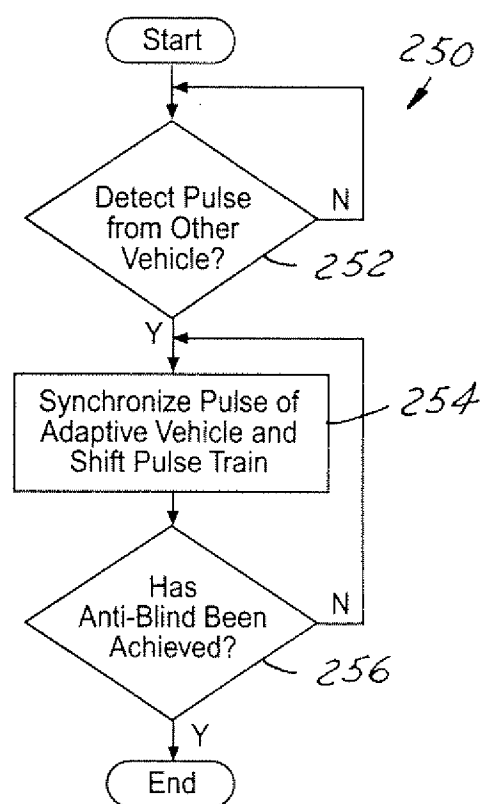 Start
250
Detect Pulse
from Other
Vehicle?
N
252
Y
Synchronize Pulse of
Adaptive Vehicle and
Shift Pulse Train
254
Has
Anti-Blind Been
Achieved?
N
256
Y
End